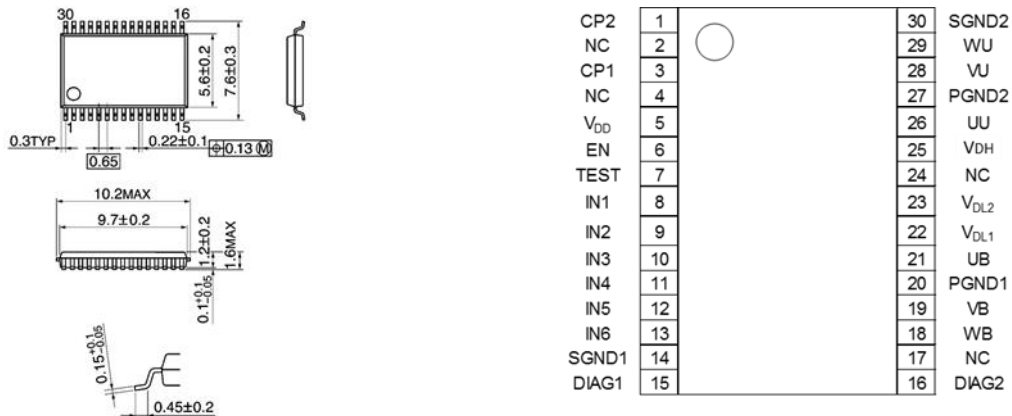 30 16
5.6±0.2
7.6±0.3
1 15
0.3TYP
0.22±0.1
⌖ 0.13 Ⓜ
0.65
10.2MAX
9.7±0.2
1.2±0.2
1.6MAX
0.1+0.1-0.05
0.15+0.1-0.05
0.45±0.2
CP2 1 30 SGND2
NC 2 29 WU
CP1 3 28 VU
NC 4 27 PGND2
VDD 5 26 UU
EN 6 25 VDH
TEST 7 24 NC
IN1 8 23 VDL2
IN2 9 22 VDL1
IN3 10 21 UB
IN4 11 20 PGND1
IN5 12 19 VB
IN6 13 18 WB
SGND1 14 17 NC
DIAG1 15 16 DIAG2